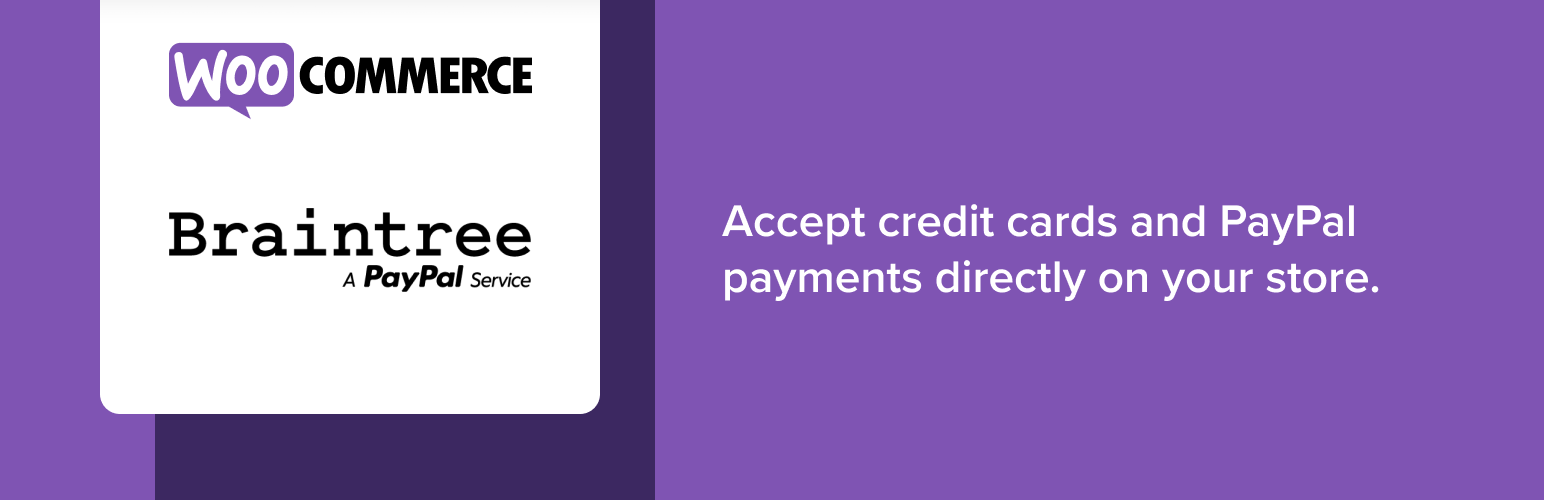 WOO COMMERCE
Braintree
A PayPal Service
Accept credit cards and PayPal
payments directly on your store.